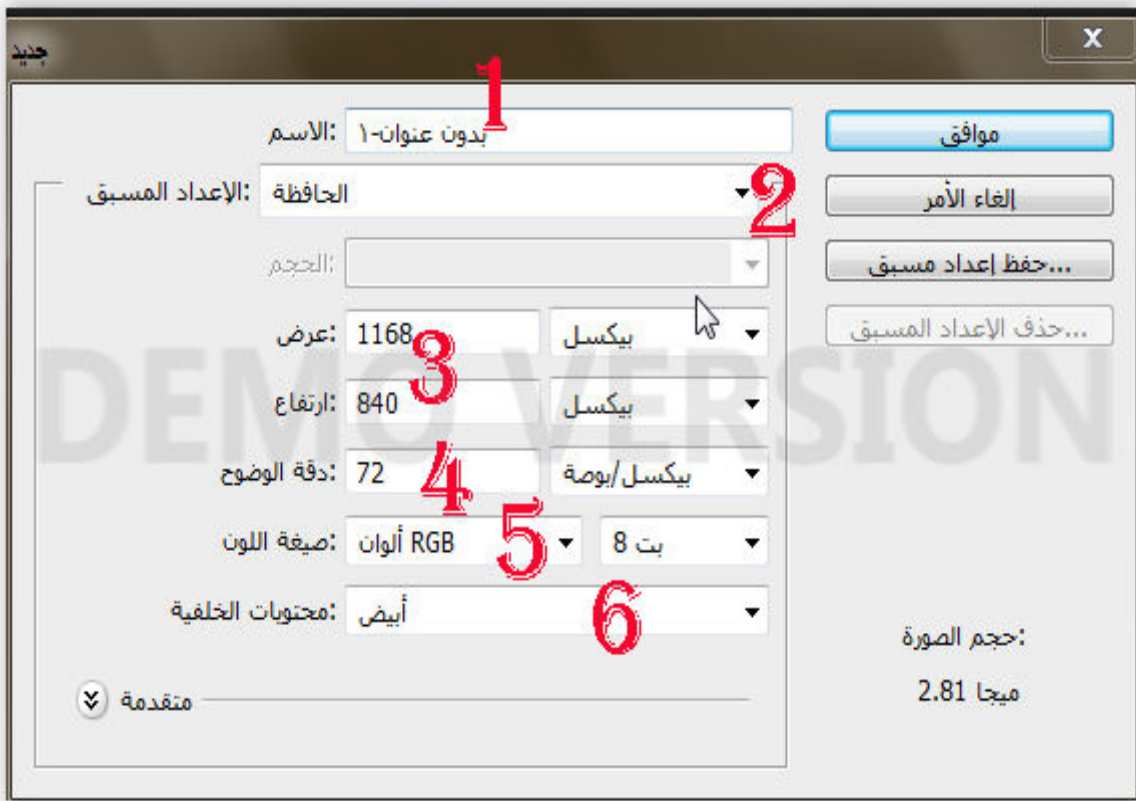 جديد
x
1
الاسم: بدون عنوان-١
موافق
الإعداد المسبق: الحافظة
2
إلغاء الأمر
الحجم:
حفظ إعداد مسبق...
عرض: 1168 بيكسل
حذف الإعداد المسبق...
3
ارتفاع: 840 بيكسل
DEMO VERSION
دقة الوضوح: 72 بيكسل/بوصة
4
صيغة اللون: ألوان RGB 8 بت
5
محتويات الخلفية: أبيض
6
حجم الصورة:
2.81 ميجا
متقدمة